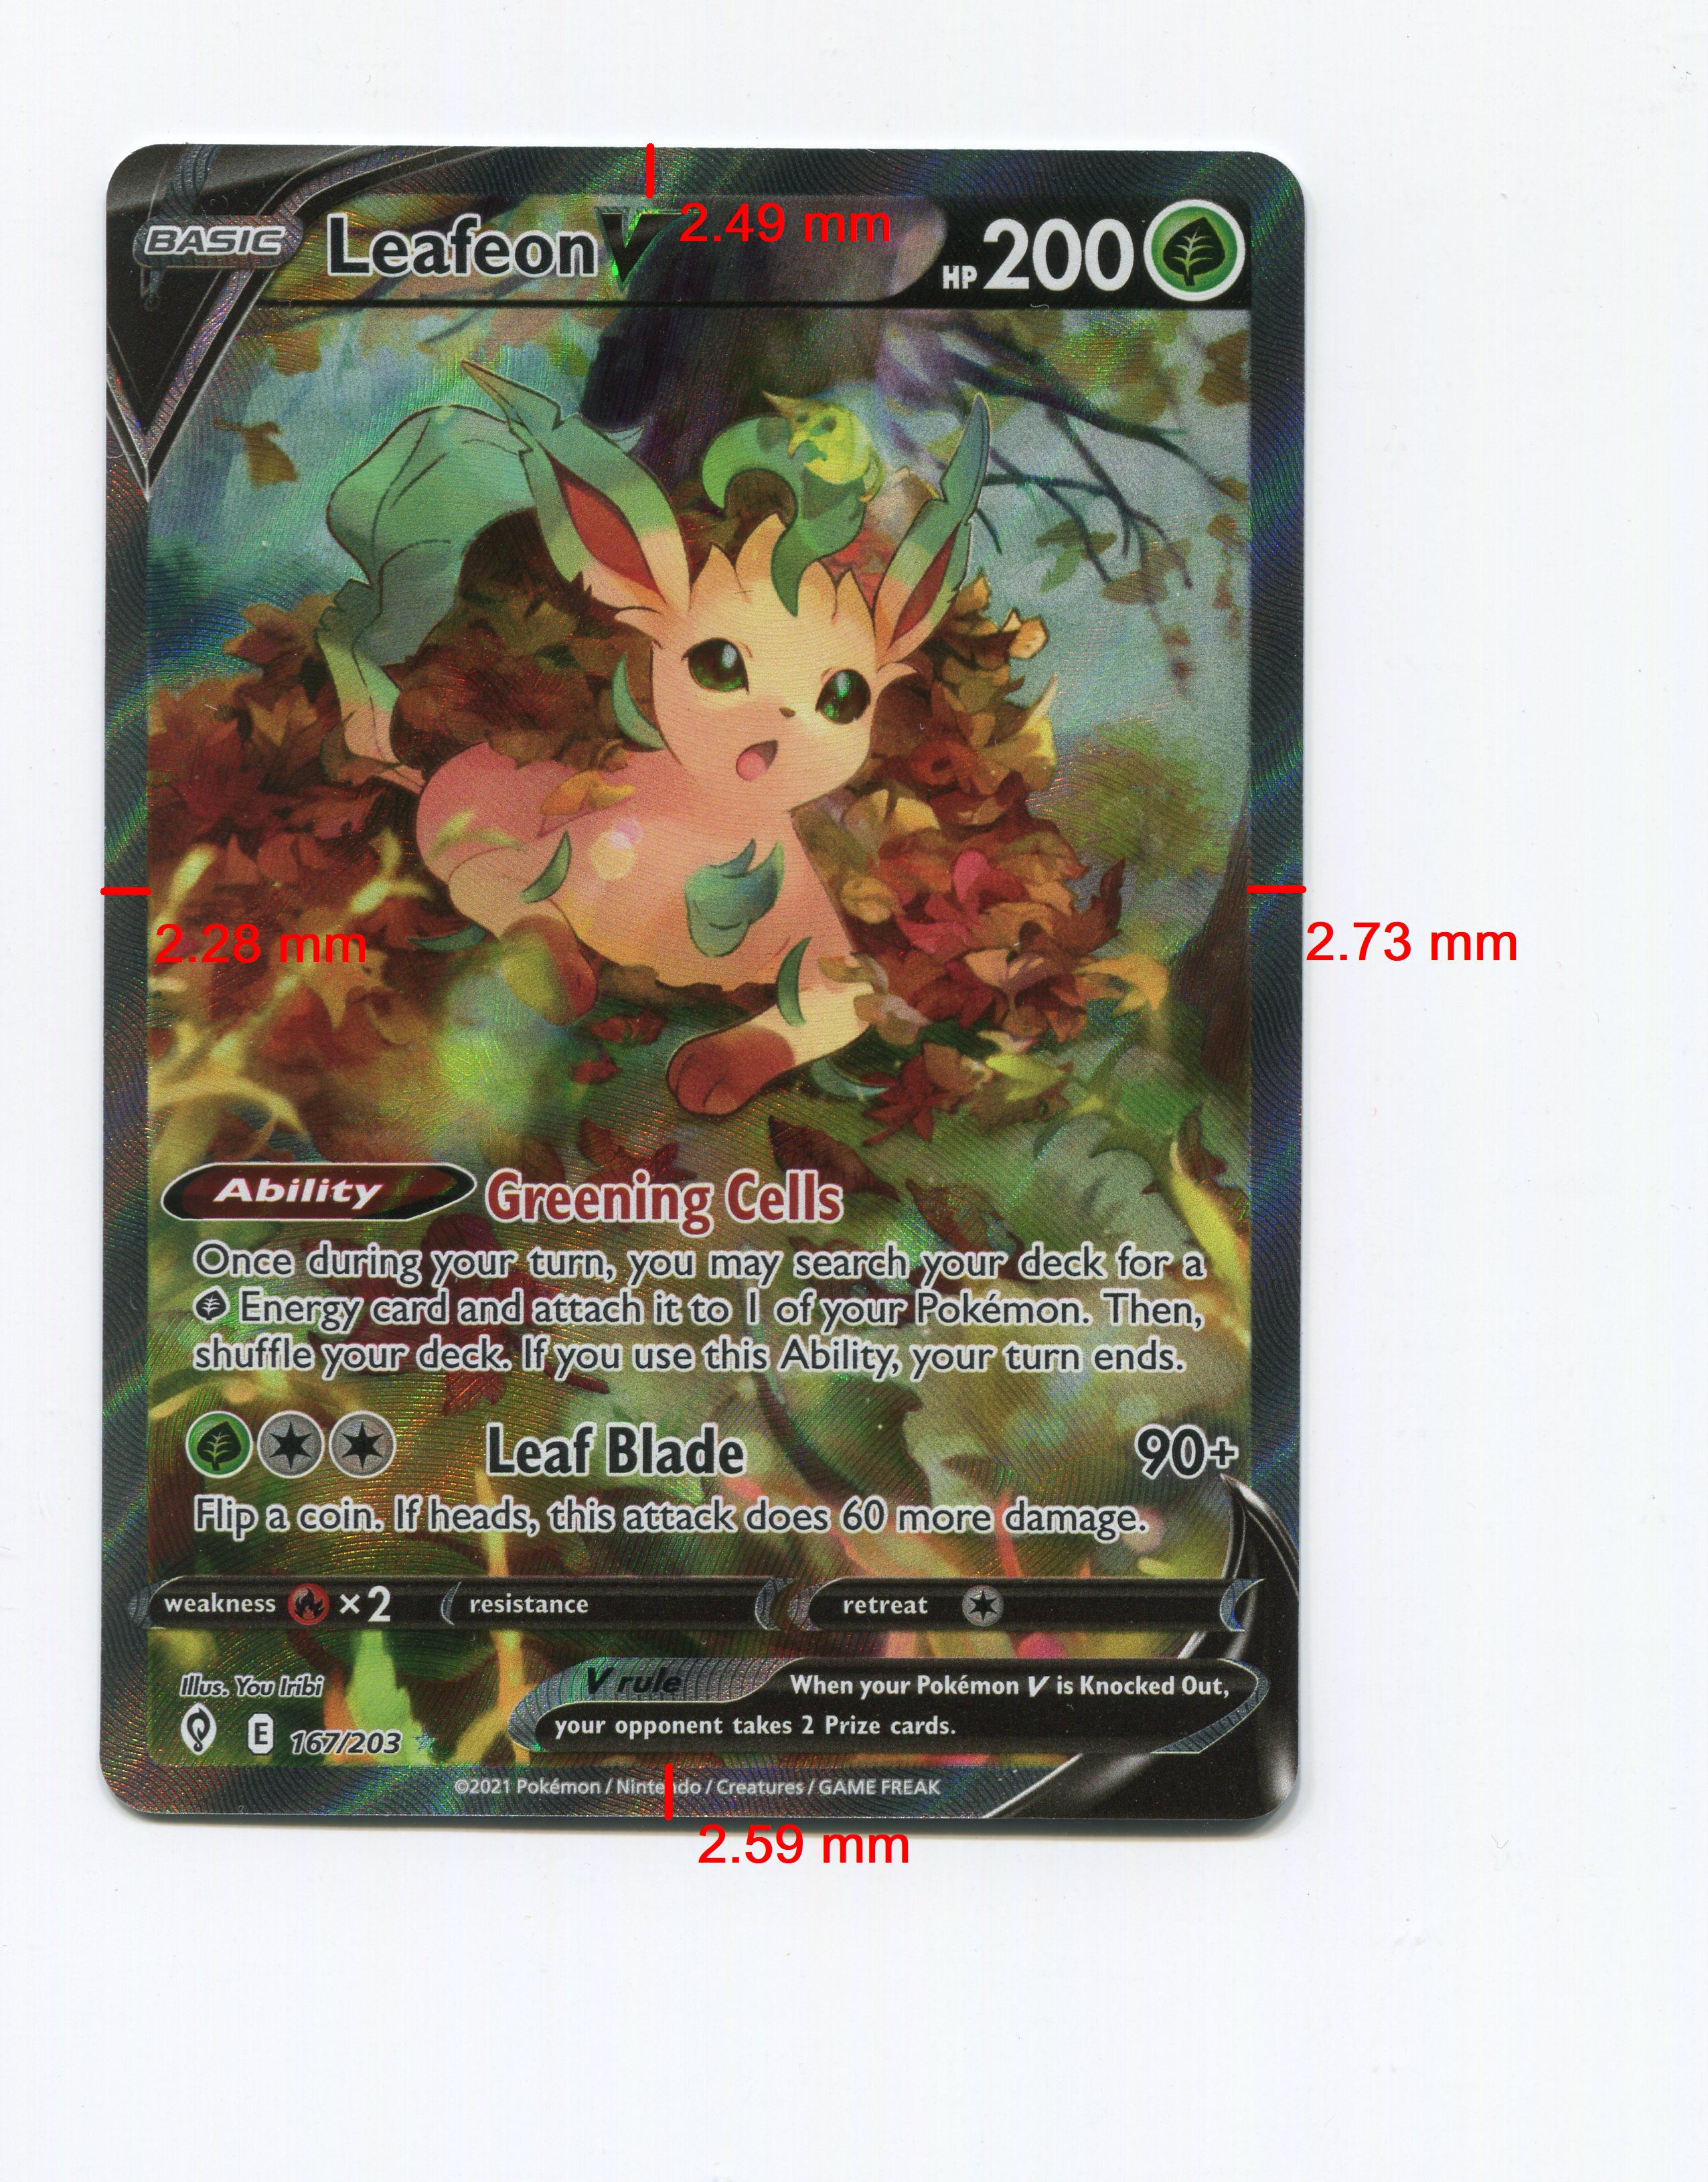 BASIC Leafeon V HP 200
2.49 mm
2.28 mm
2.73 mm
Ability Greening Cells
Once during your turn, you may search your deck for a
Energy card and attach it to 1 of your Pokémon. Then,
shuffle your deck. If you use this Ability, your turn ends.
Leaf Blade 90+
Flip a coin. If heads, this attack does 60 more damage.
weakness ×2 resistance retreat
Illus. You Iribi
V rule When your Pokémon V is Knocked Out,
your opponent takes 2 Prize cards.
E 167/203
©2021 Pokémon / Nintendo / Creatures / GAME FREAK
2.59 mm